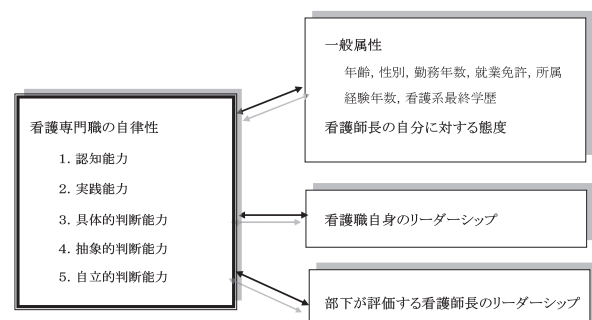 看護専門職の自律性
1. 認知能力
2. 実践能力
3. 具体的判断能力
4. 抽象的判断能力
5. 自立的判断能力
一般属性
年齢, 性別, 勤務年数, 就業免許, 所属
経験年数, 看護系最終学歴
看護師長の自分に対する態度
看護職自身のリーダーシップ
部下が評価する看護師長のリーダーシップ